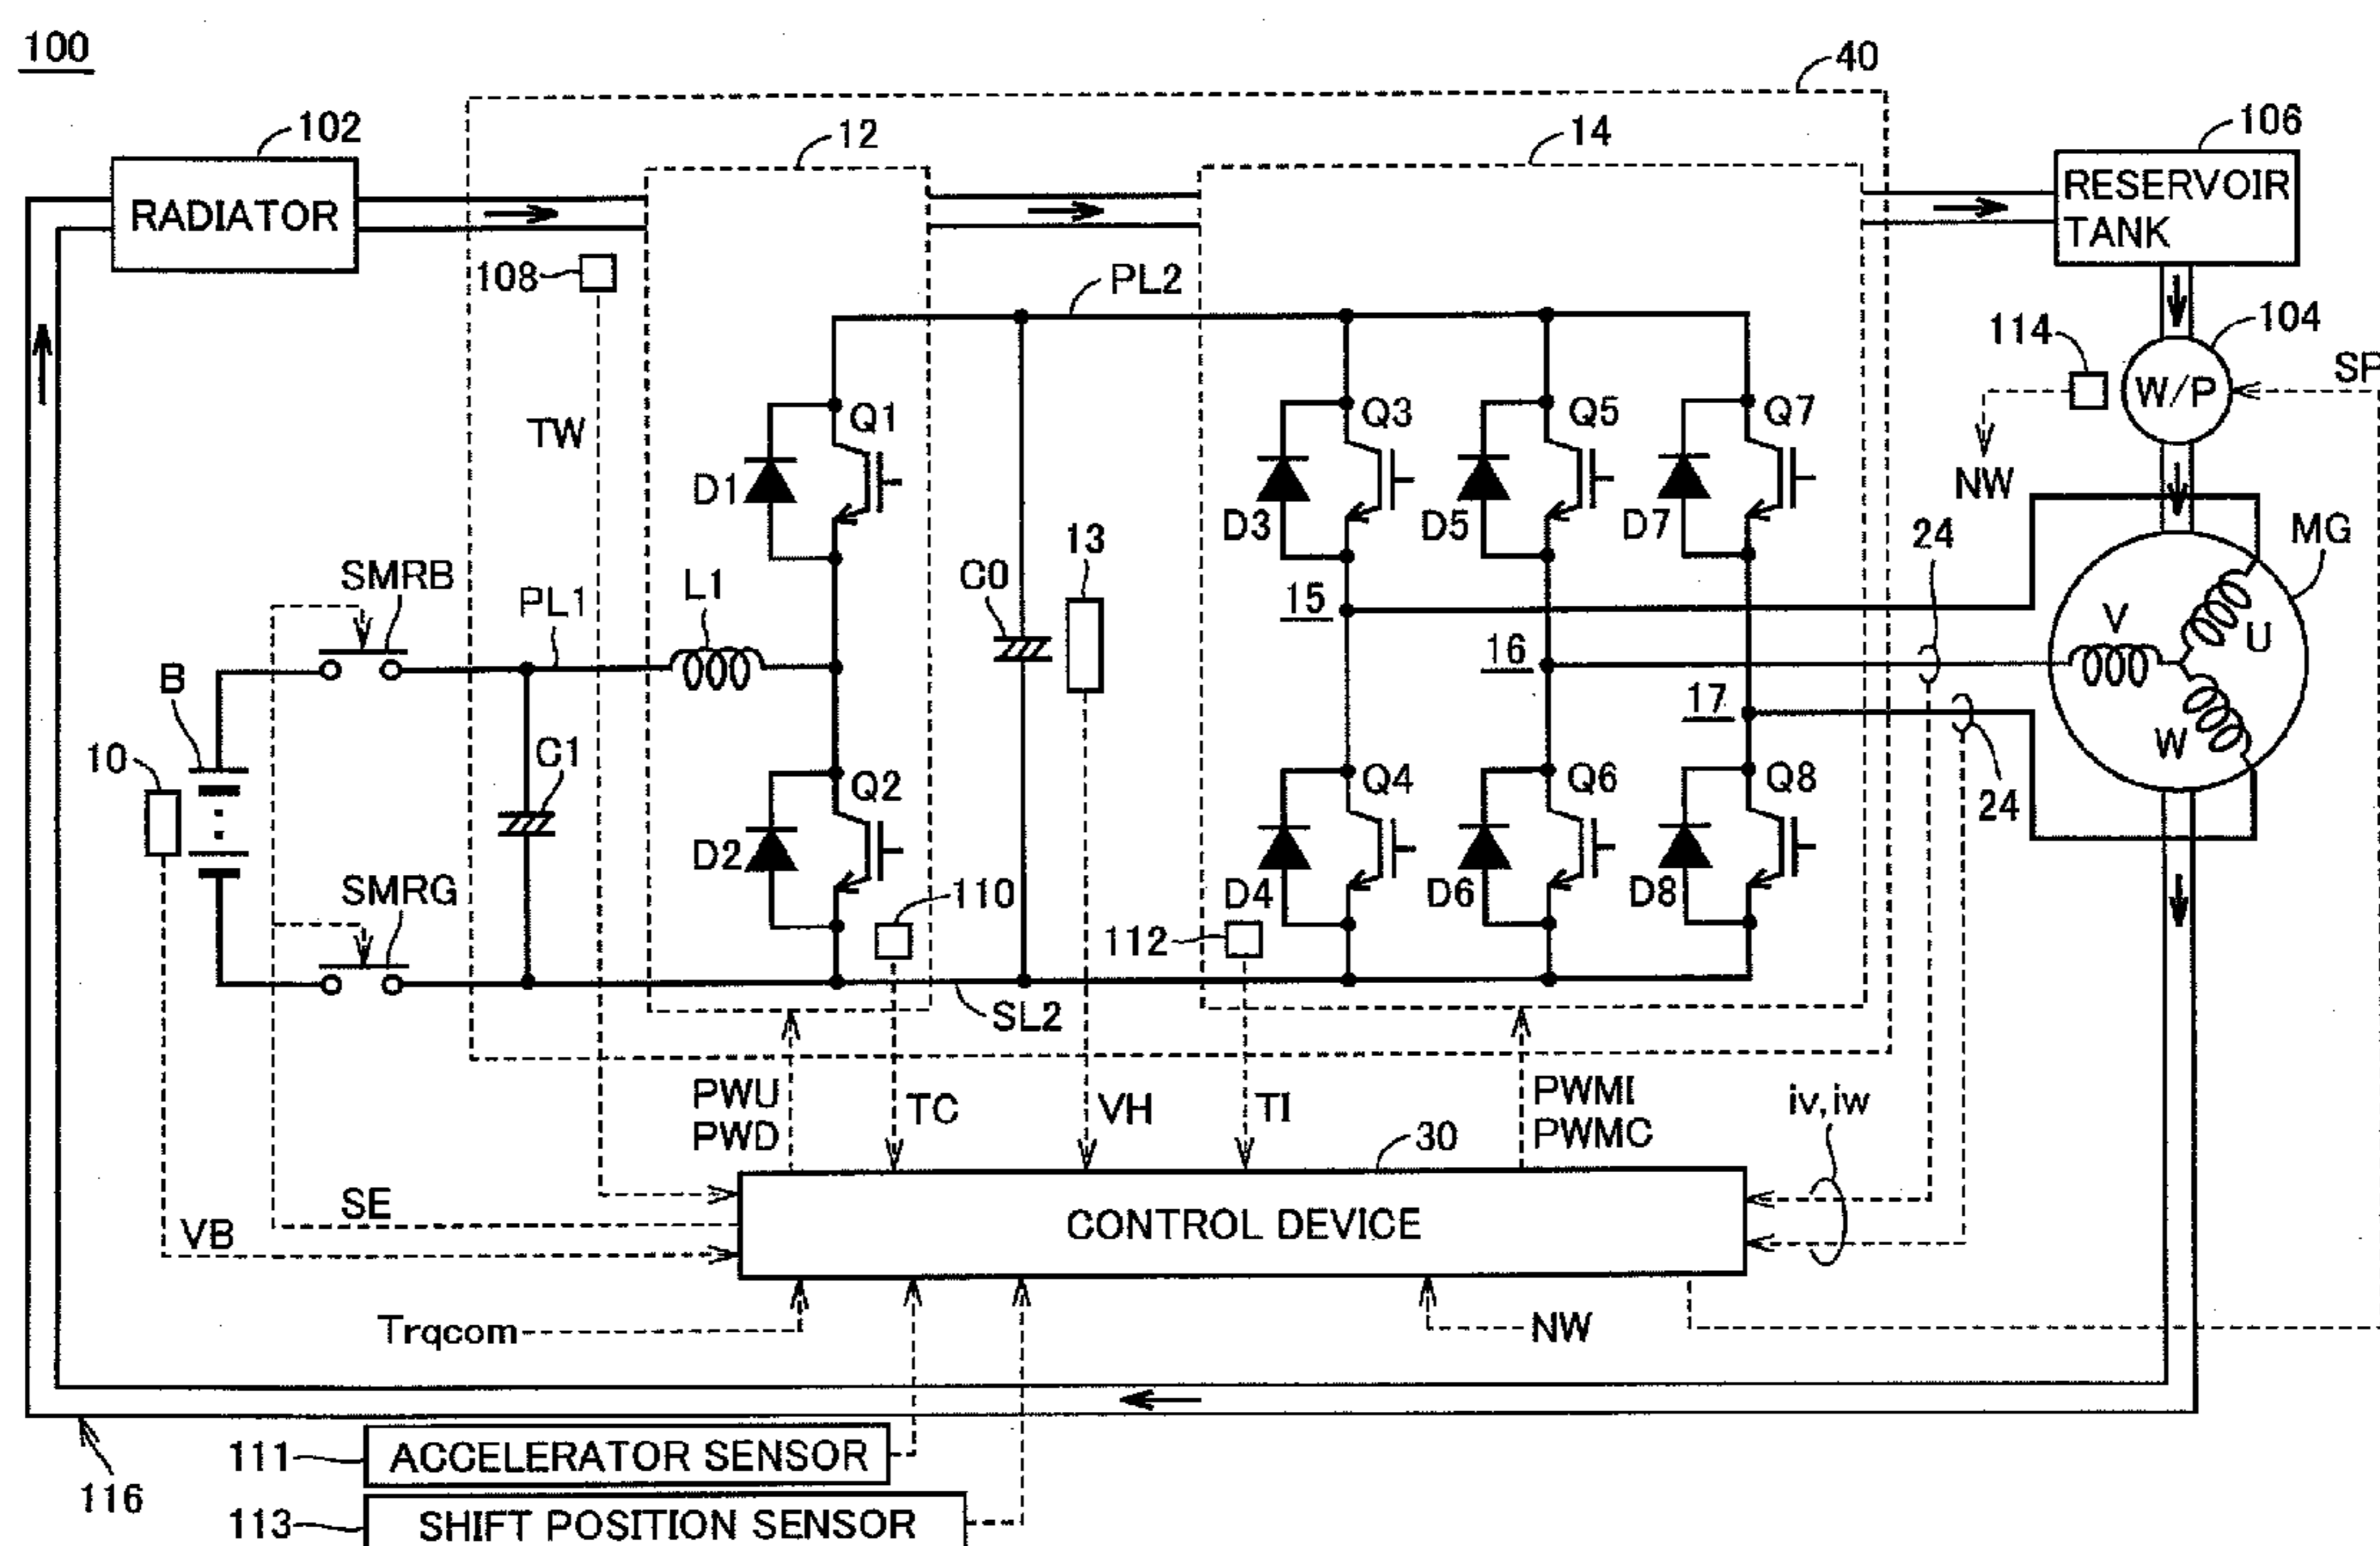 100
40
102
12
14
106
RADIATOR
RESERVOIR
TANK
108
PL2
104
114
SP
W/P
TW
Q1
Q3
Q5
Q7
NW
D1
D3
D5
D7
24
MG
13
SMRB
L1
C0
PL1
15
V
U
16
B
17
W
10
C1
Q2
Q4
Q6
Q8
24
D2
SMRG
110
D4
D6
D8
112
SL2
PWU
PWD
TC
VH
TI
PWMI
PWMC
iv,iw
30
SE
VB
CONTROL DEVICE
Trqcom
NW
111
ACCELERATOR SENSOR
116
113
SHIFT POSITION SENSOR